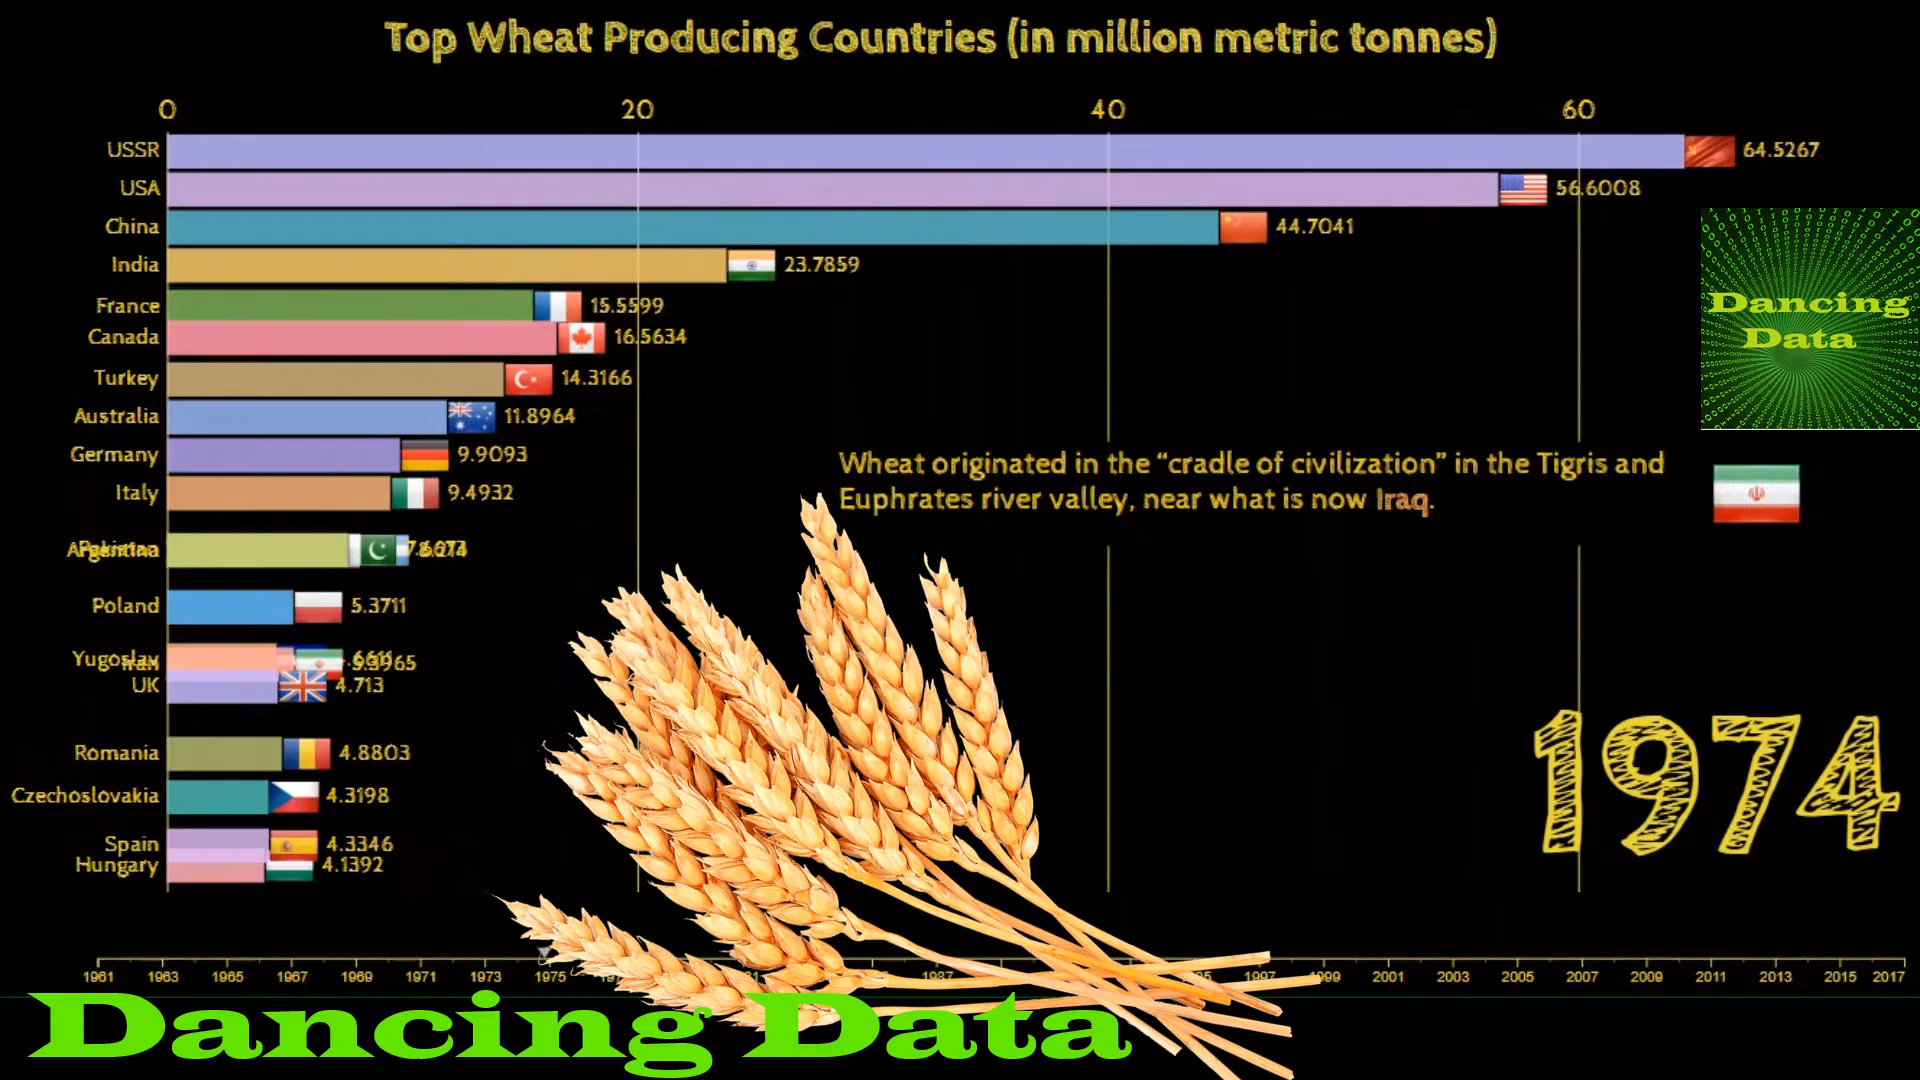 Top Wheat Producing Countries (in million metric tonnes)
0 20 40 60
USSR 64.5267
USA 56.6008
China 44.7041
India 23.7859
France 15.5599
Canada 16.5634
Turkey 14.3166
Australia 11.8964
Germany 9.9093
Italy 9.4932
Poland 5.3711
UK 4.713
Romania 4.8803
Czechoslovakia 4.3198
Spain 4.3346
Hungary 4.1392
Dancing
Data
Wheat originated in the “cradle of civilization” in the Tigris and
Euphrates river valley, near what is now Iraq.
1974
1961 1963 1965 1967 1969 1971 1973 1975 1987 1997 1999 2001 2003 2005 2007 2009 2011 2013 2015 2017
Dancing Data